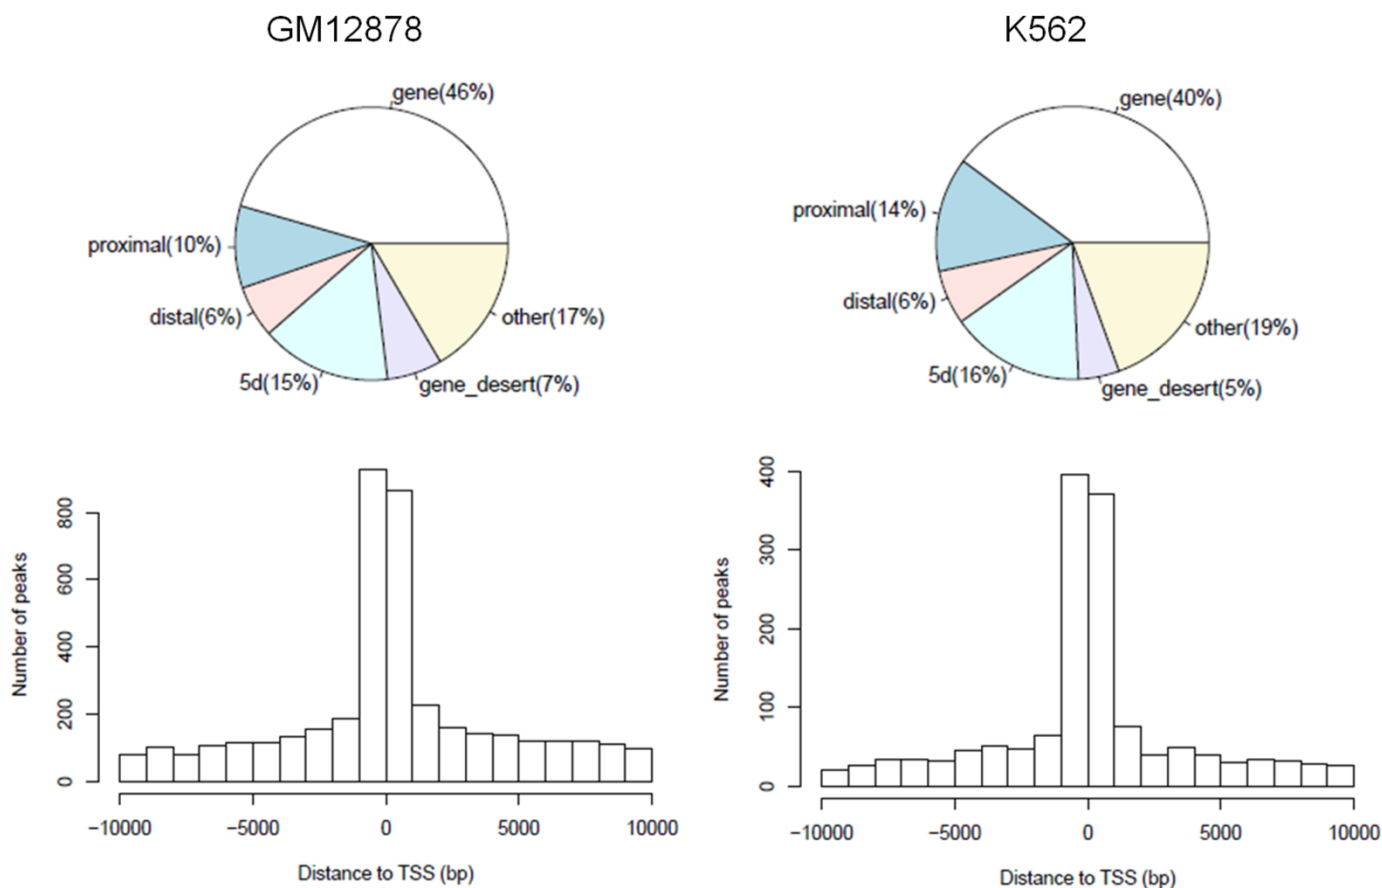 GM12878
gene(46%)
proximal(10%)
distal(6%)
5d(15%)
gene_desert(7%)
other(17%)
K562
gene(40%)
proximal(14%)
distal(6%)
5d(16%)
gene_desert(5%)
other(19%)
Number of peaks
800
600
400
200
0
−10000 −5000 0 5000 10000
Distance to TSS (bp)
Number of peaks
400
300
200
100
0
−10000 −5000 0 5000 10000
Distance to TSS (bp)